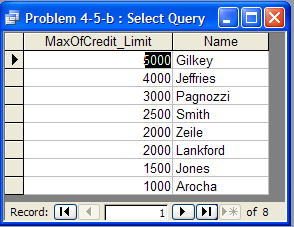 Problem 4-5-b : Select Query
MaxOfCredit_Limit Name
5000 Gilkey
4000 Jeffries
3000 Pagnozzi
2500 Smith
2000 Zeile
2000 Lankford
1500 Jones
1000 Arocha
Record: 1 of 8